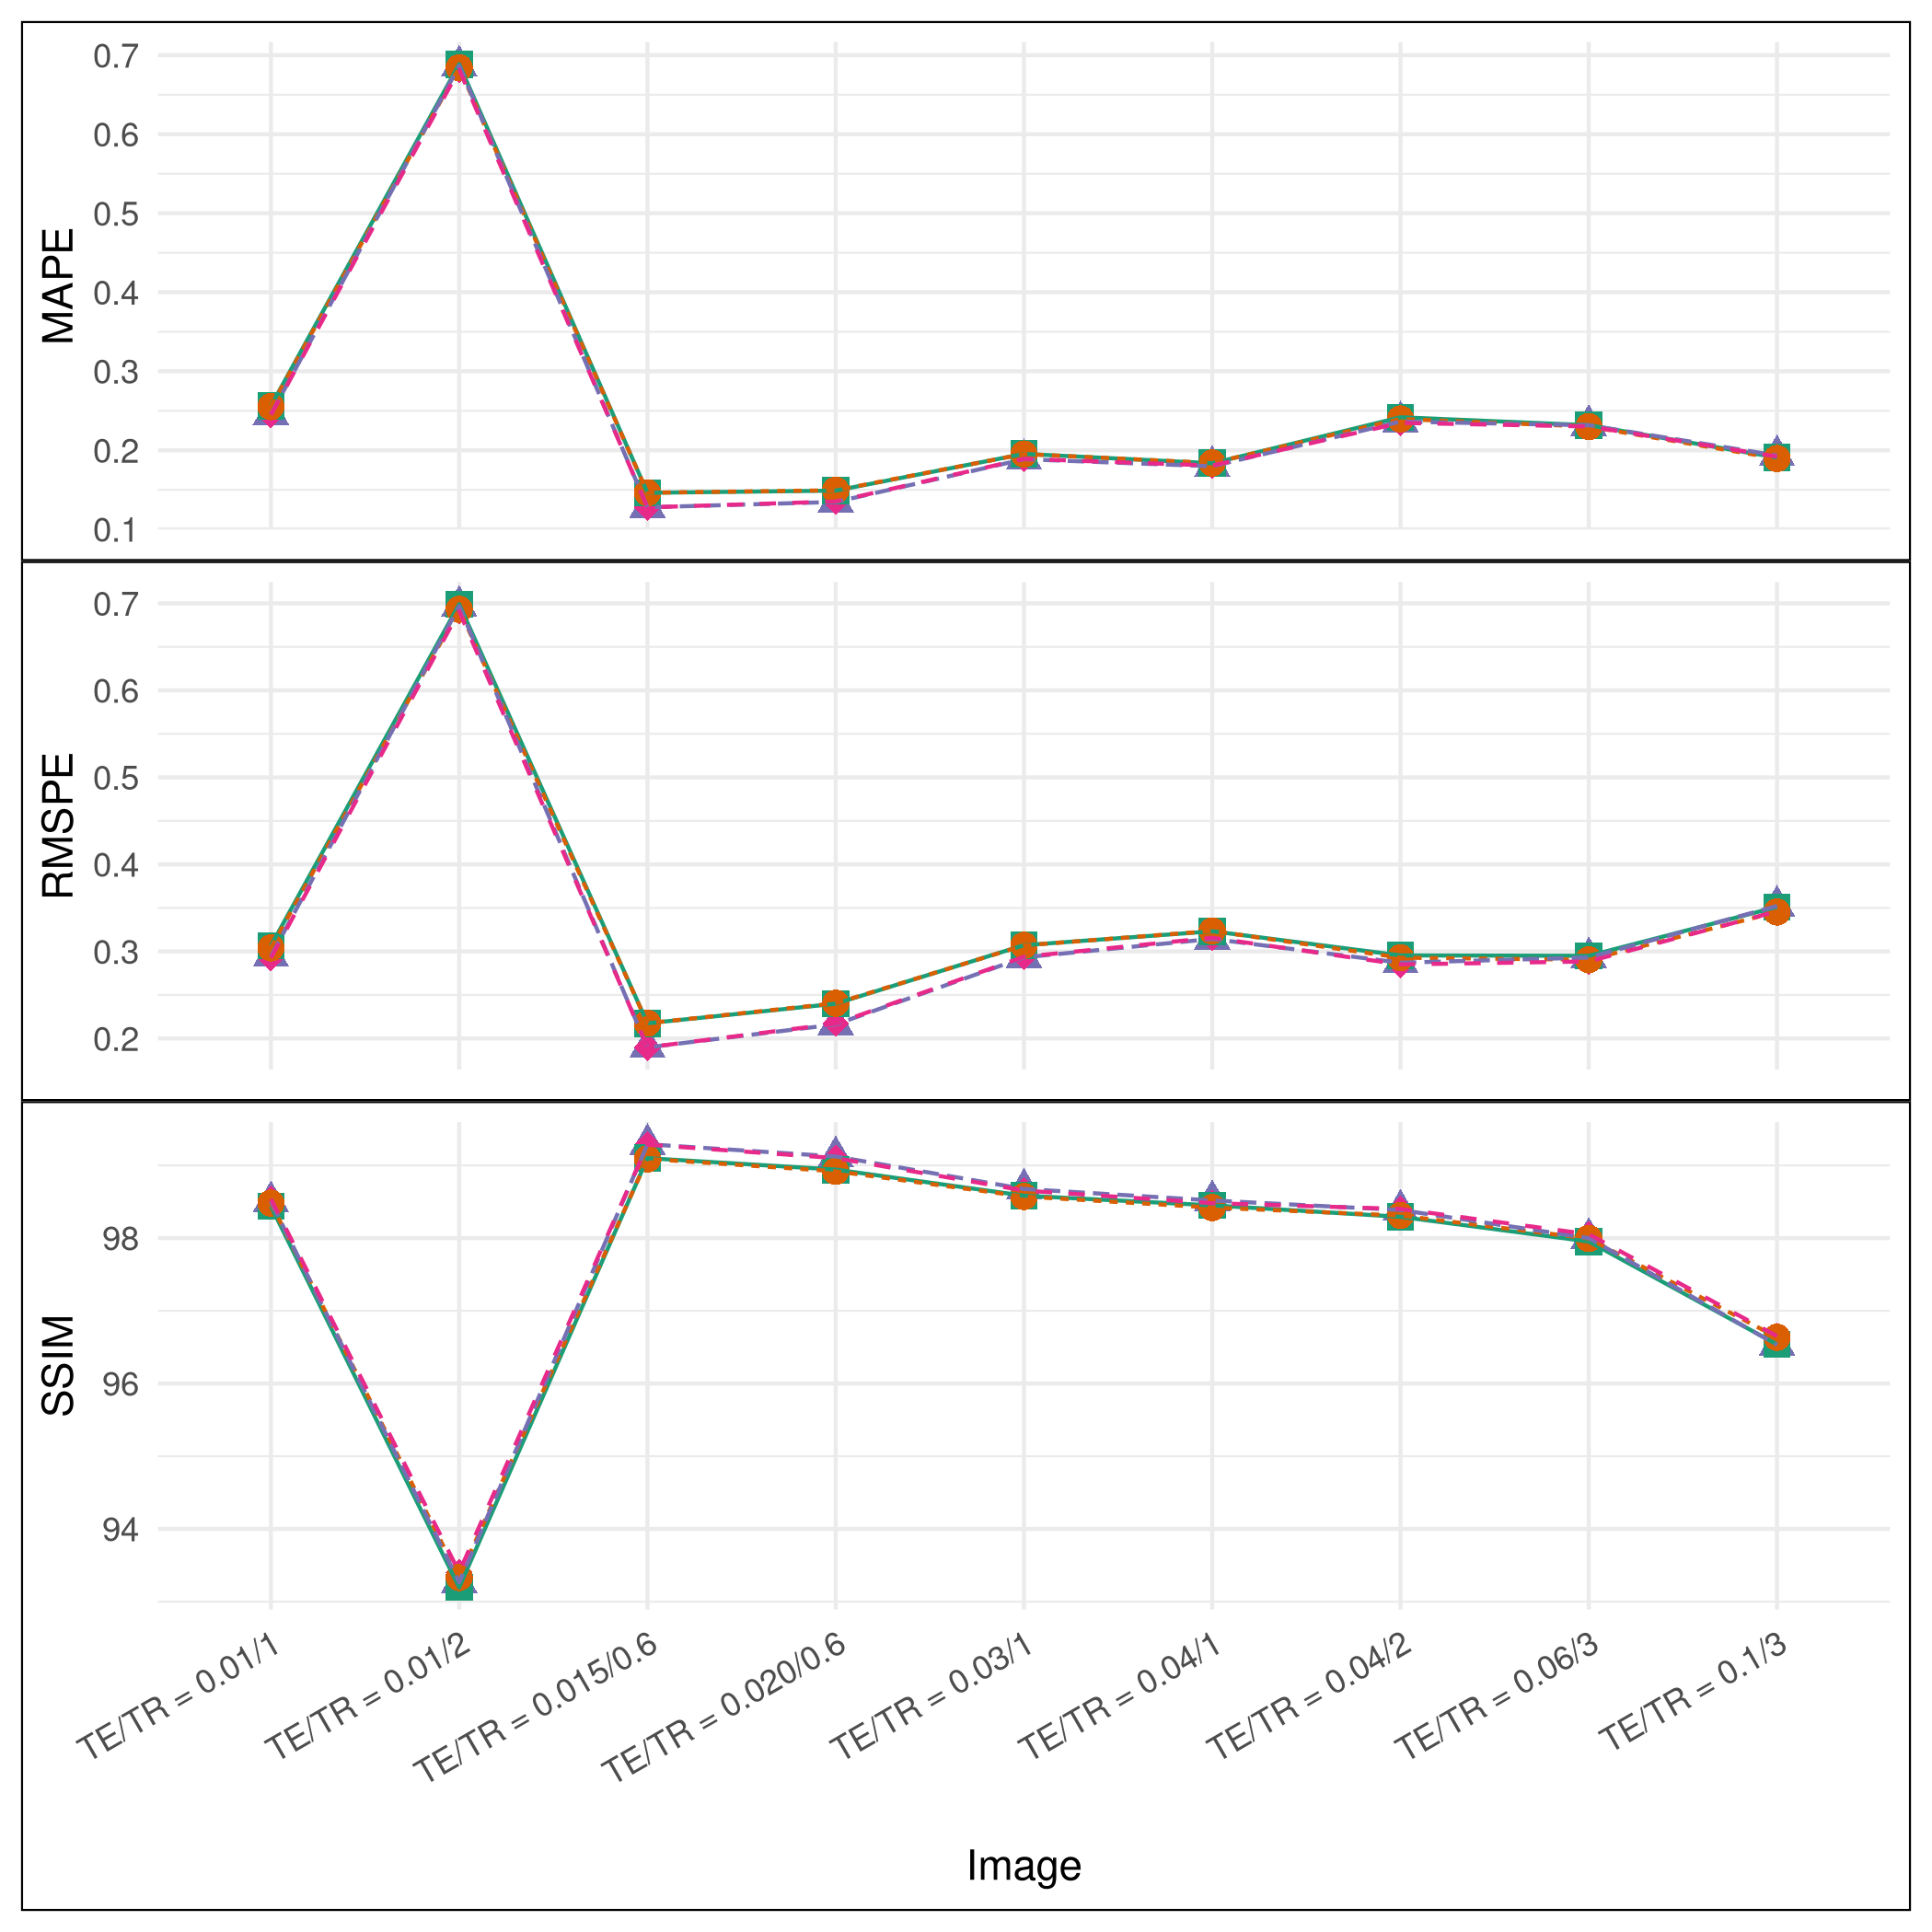 0.7
0.6
0.5
0.4
0.3
0.2
0.1
MAPE
0.7
0.6
0.5
0.4
0.3
0.2
RMSPE
98
96
94
SSIM
TE/TR = 0.01/1
TE/TR = 0.01/2
TE/TR = 0.015/0.6
TE/TR = 0.020/0.6
TE/TR = 0.03/1
TE/TR = 0.04/1
TE/TR = 0.04/2
TE/TR = 0.06/3
TE/TR = 0.1/3
Image